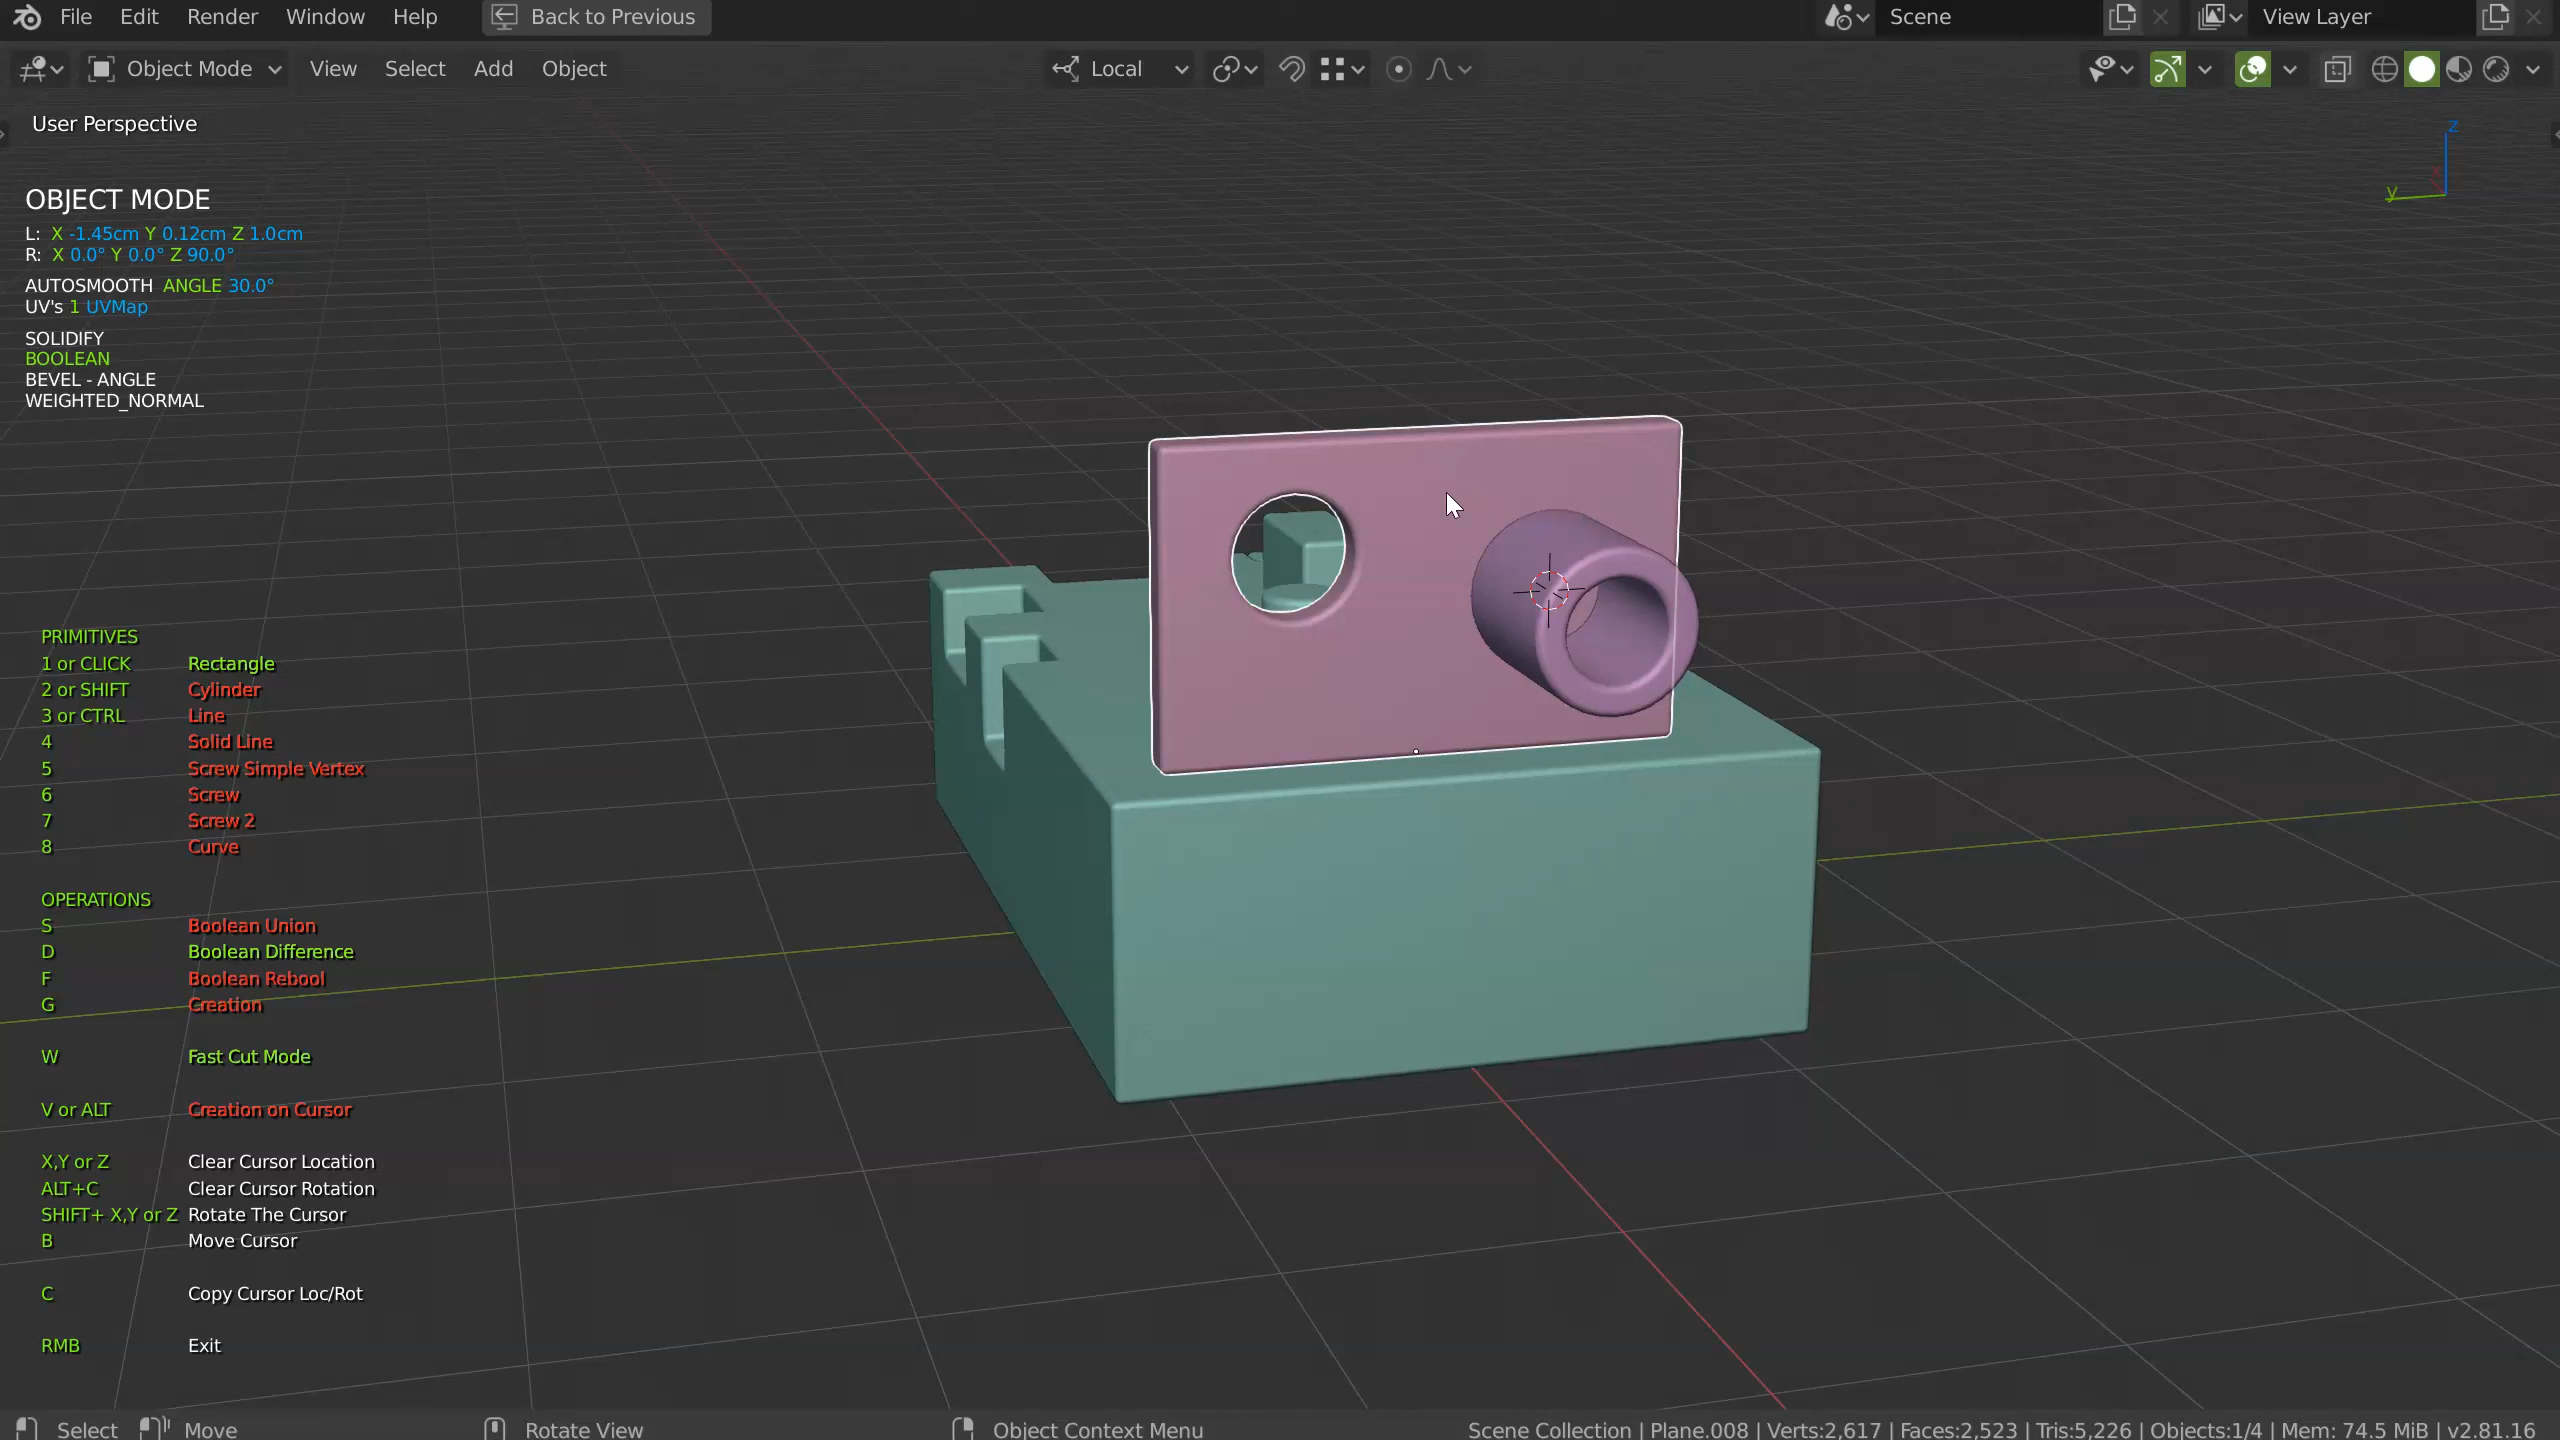 File Edit Render Window Help Back to Previous Scene View Layer
Object Mode View Select Add Object Local
User Perspective
z
x
y
OBJECT MODE
L: X -1.45cm Y 0.12cm Z 1.0cm
R: X 0.0° Y 0.0° Z 90.0°
AUTOSMOOTH ANGLE 30.0°
UV's 1 UVMap
SOLIDIFY
BOOLEAN
BEVEL - ANGLE
WEIGHTED_NORMAL
PRIMITIVES
1 or CLICK Rectangle
2 or SHIFT Cylinder
3 or CTRL Line
4 Solid Line
5 Screw Simple Vertex
6 Screw
7 Screw 2
8 Curve
OPERATIONS
S Boolean Union
D Boolean Difference
F Boolean Rebool
G Creation
W Fast Cut Mode
V or ALT Creation on Cursor
X,Y or Z Clear Cursor Location
ALT+C Clear Cursor Rotation
SHIFT+ X,Y or Z Rotate The Cursor
B Move Cursor
C Copy Cursor Loc/Rot
RMB Exit
Select Move Rotate View Object Context Menu Scene Collection | Plane.008 | Verts:2,617 | Faces:2,523 | Tris:5,226 | Objects:1/4 | Mem: 74.5 MiB | v2.81.16